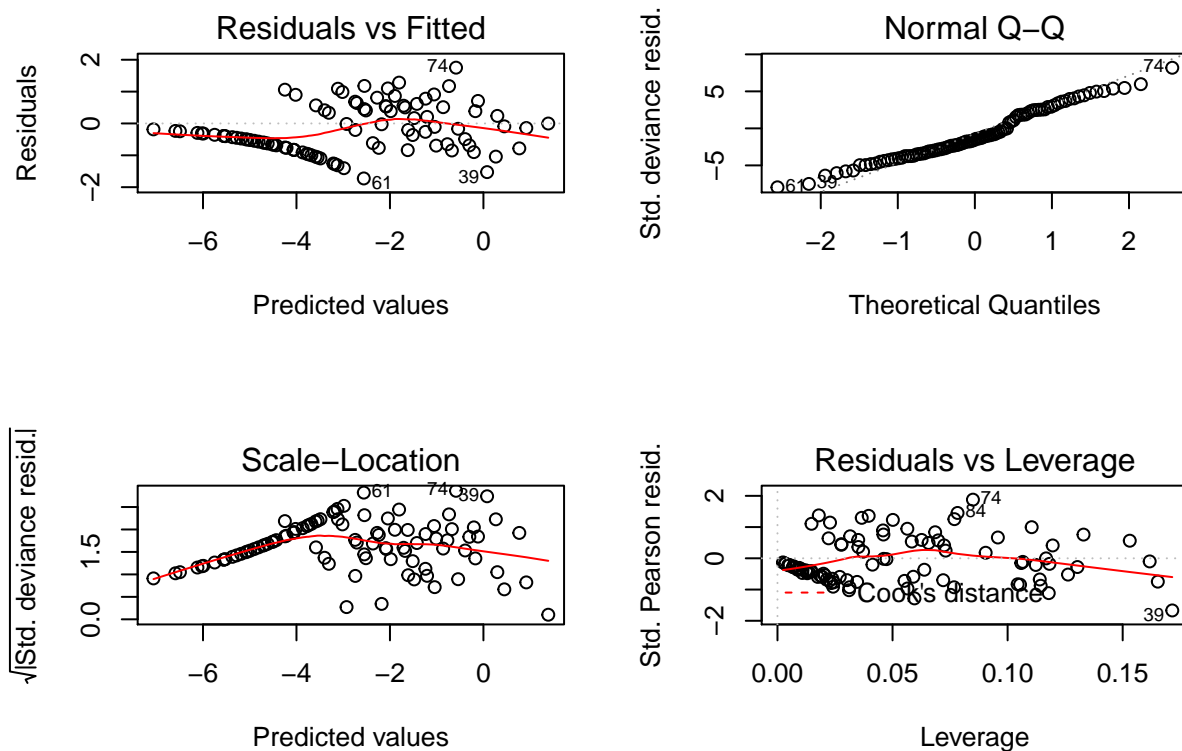 Residuals vs Fitted
Residuals
2
0
−2
−6 −4 −2 0
Predicted values
74
61
39
Normal Q−Q
Std. deviance resid.
5
−5
−2 −1 0 1 2
Theoretical Quantiles
74
61
39
Scale−Location
√|Std. deviance resid.|
1.5
0.0
−6 −4 −2 0
Predicted values
61
74
39
Residuals vs Leverage
Std. Pearson resid.
2
0
−2
0.00 0.05 0.10 0.15
Leverage
74
84
Cook's distance
39